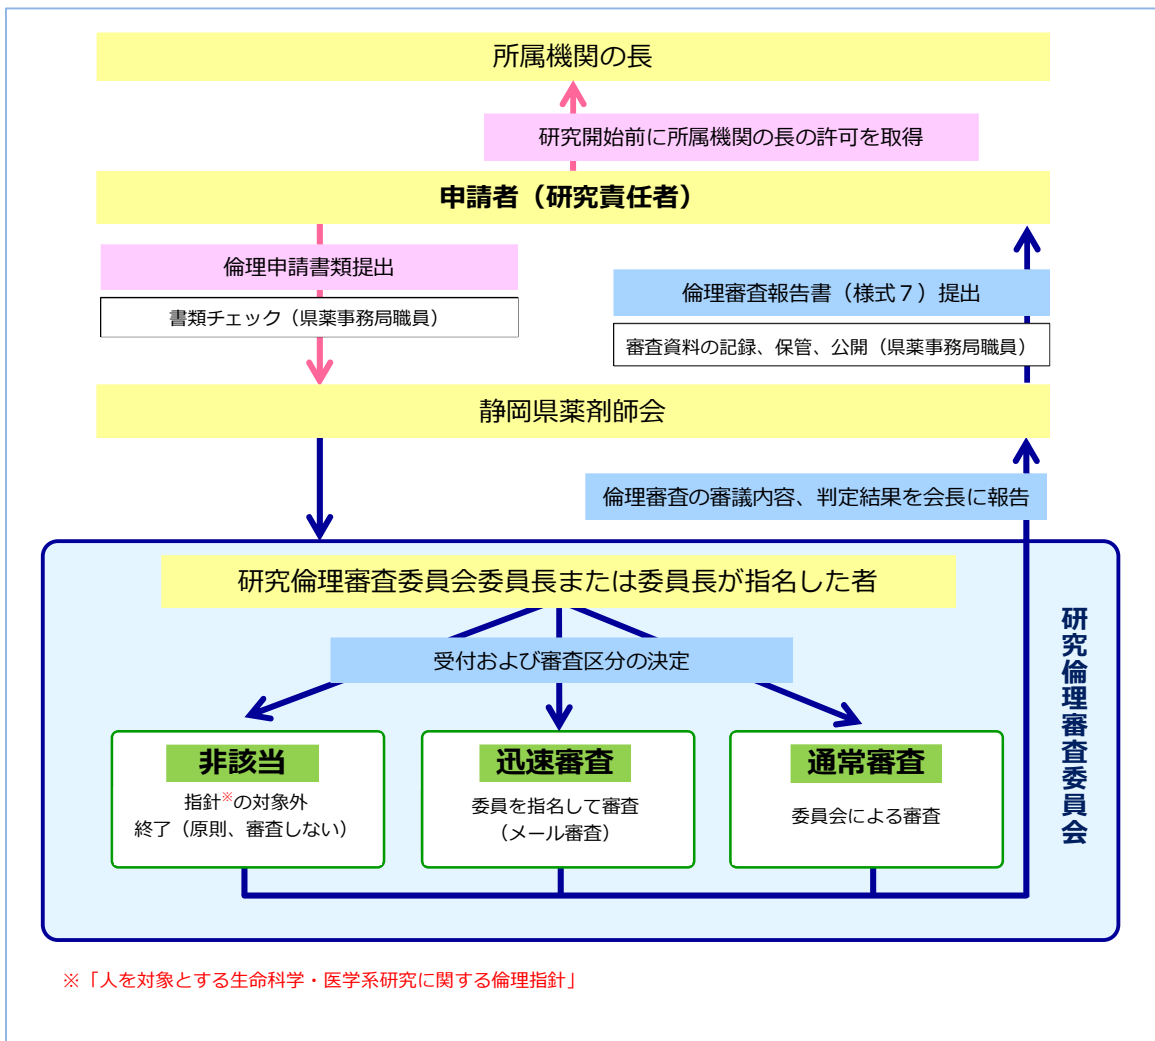 所属機関の長
研究開始前に所属機関の長の許可を取得
申請者（研究責任者）
倫理申請書類提出
書類チェック（県薬事務局職員）
倫理審査報告書（様式７）提出
審査資料の記録、保管、公開（県薬事務局職員）
静岡県薬剤師会
倫理審査の審議内容、判定結果を会長に報告
研究倫理審査委員会委員長または委員長が指名した者
受付および審査区分の決定
非該当
指針※の対象外
終了（原則、審査しない）
迅速審査
委員を指名して審査
（メール審査）
通常審査
委員会による審査
研究倫理審査委員会
※「人を対象とする生命科学・医学系研究に関する倫理指針」